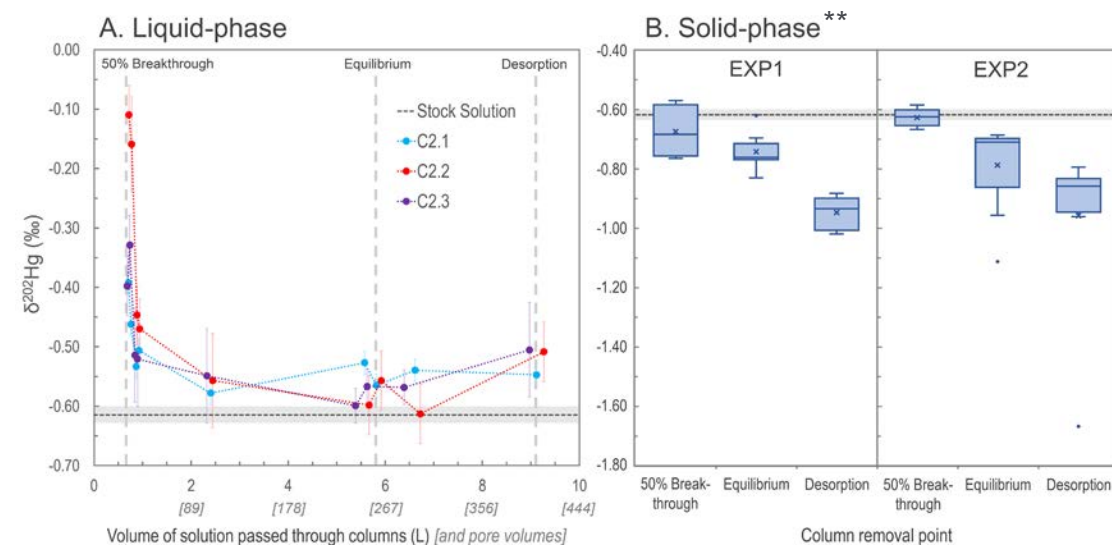 A. Liquid-phase
50% Breakthrough
Equilibrium
Desorption
Stock Solution
C2.1
C2.2
C2.3
δ²⁰²Hg (‰)
0.00
-0.10
-0.20
-0.30
-0.40
-0.50
-0.60
-0.70
0 2 4 6 8 10
[89] [178] [267] [356] [444]
Volume of solution passed through columns (L) [and pore volumes]
B. Solid-phase**
EXP1 EXP2
-0.40
-0.60
-0.80
-1.00
-1.20
-1.40
-1.60
-1.80
50% Break-
through
Equilibrium
Desorption
50% Break-
through
Equilibrium
Desorption
Column removal point